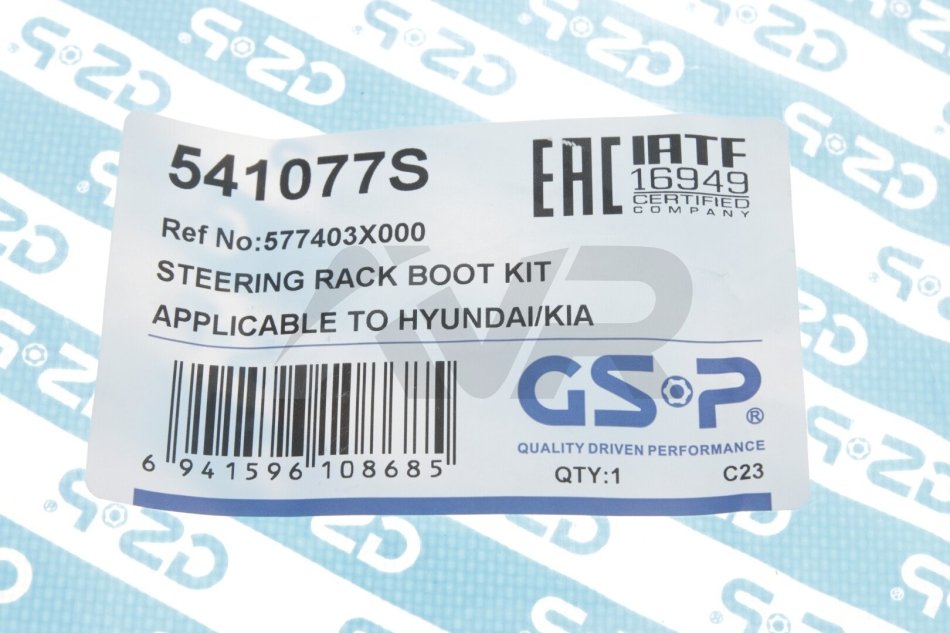 541077S
EAC
IATF
16949
CERTIFIED
COMPANY
Ref No:577403X000
STEERING RACK BOOT KIT
APPLICABLE TO HYUNDAI/KIA
GSP®
QUALITY DRIVEN PERFORMANCE
6 941596 108685
QTY:1
C23